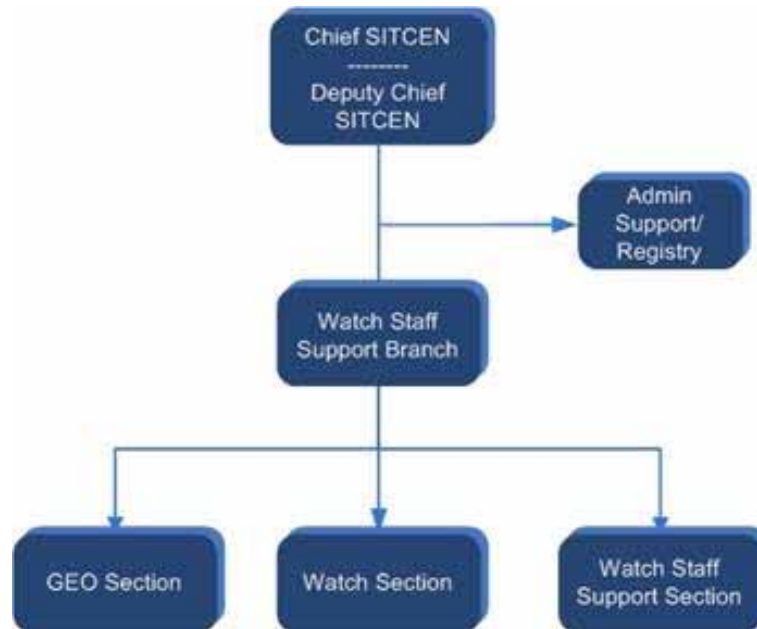 Chief SITCEN
--------
Deputy Chief
SITCEN
Admin
Support/
Registry
Watch Staff
Support Branch
GEO Section
Watch Section
Watch Staff
Support Section